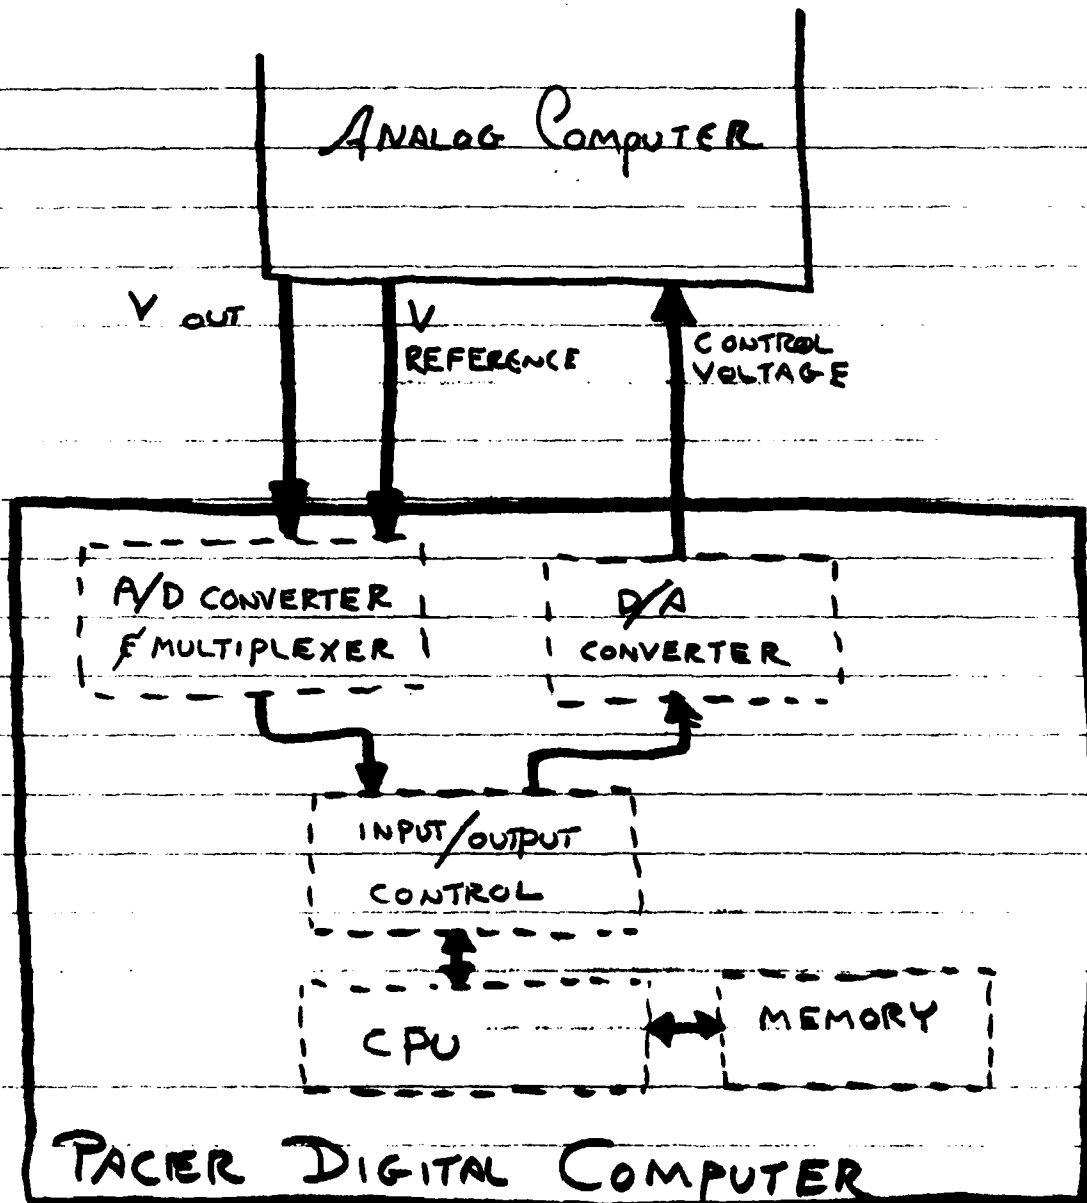 ANALOG COMPUTER
V OUT
V
REFERENCE
CONTROL
VOLTAGE
A/D CONVERTER
& MULTIPLEXER
D/A
CONVERTER
INPUT/OUTPUT
CONTROL
CPU
MEMORY
PACER DIGITAL COMPUTER